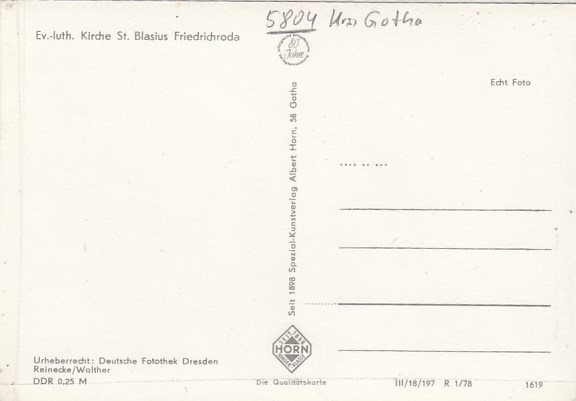 5804 Krs. Gotha
Ev.-luth. Kirche St. Blasius Friedrichroda
80 Jahre
Echt Foto
Seit 1898 Spezial-Kunstverlag Albert Horn, 58 Gotha
HORN
Urheberrecht: Deutsche Fotothek Dresden
Reinecke/Walther
DDR 0,25 M
Die Qualitätskarte
III/18/197 R 1/78
1619